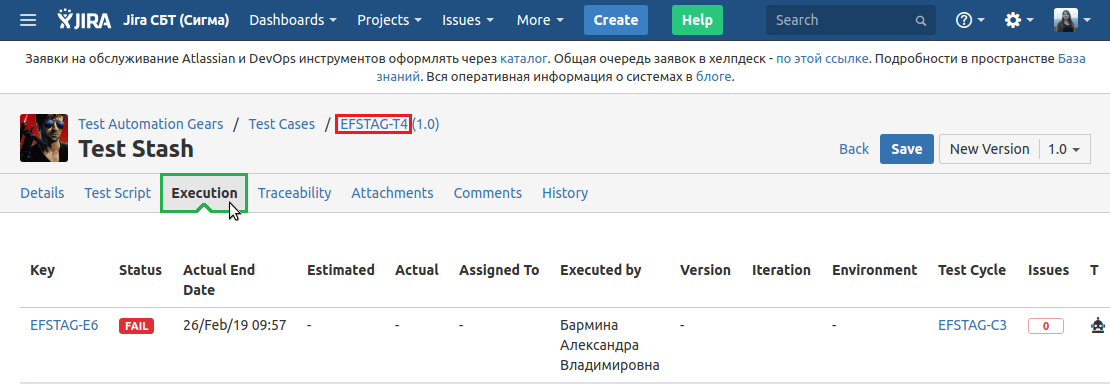 JIRA Jira СБТ (Сигма) Dashboards Projects Issues More Create Help Search
Заявки на обслуживание Atlassian и DevOps инструментов оформлять через каталог. Общая очередь заявок в хелпдеск - по этой ссылке. Подробности в пространстве База
знаний. Вся оперативная информация о системах в блоге.
Test Automation Gears / Test Cases / EFSTAG-T4 (1.0)
Test Stash
Back Save New Version 1.0
Details Test Script Execution Traceability Attachments Comments History
Key Status Actual End Estimated Actual Assigned To Executed by Version Iteration Environment Test Cycle Issues T
Date
EFSTAG-E6 FAIL 26/Feb/19 09:57 - - - Бармина - - EFSTAG-C3 0
Александра
Владимировна